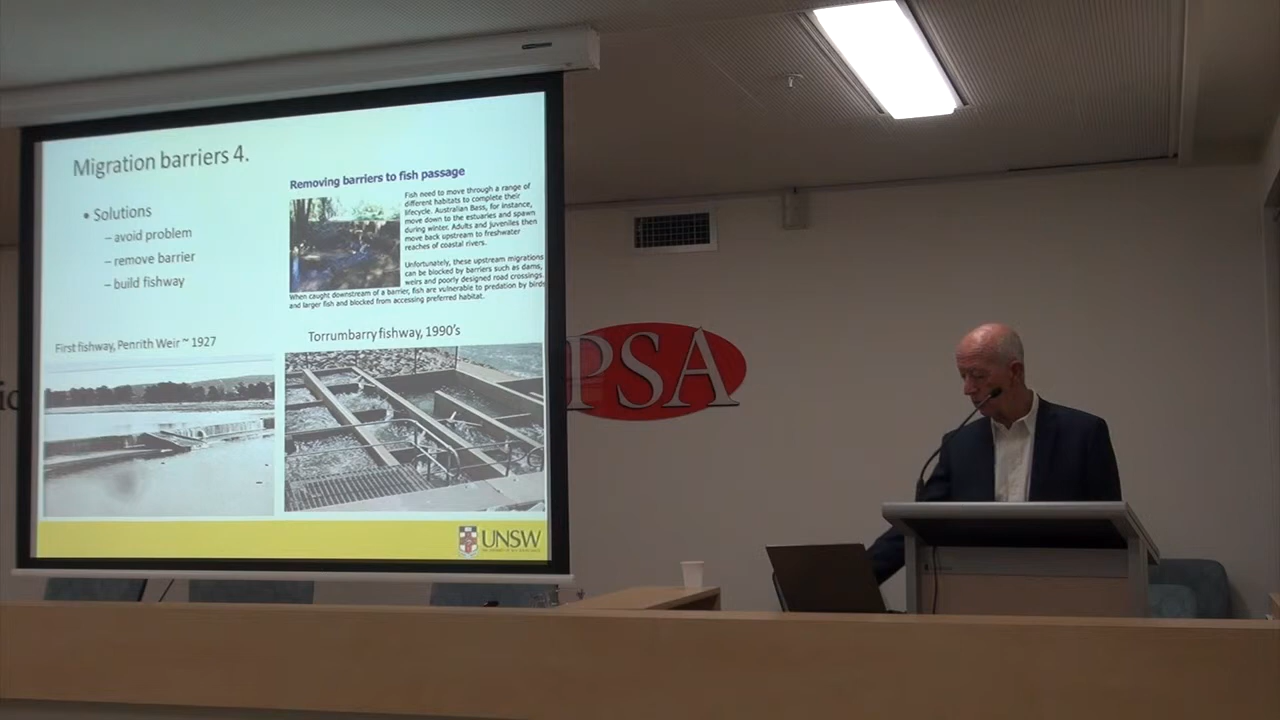 Migration barriers 4.
• Solutions
– avoid problem
– remove barrier
– build fishway
Removing barriers to fish passage
Fish need to move through a range of
different habitats to complete their
lifecycle. Australian Bass, for instance,
move down to the estuaries and spawn
during winter. Adults and juveniles then
move back upstream to freshwater
reaches of coastal rivers.
Unfortunately, these upstream migrations
can be blocked by barriers such as dams,
weirs and poorly designed road crossings.
When caught downstream of a barrier, fish are vulnerable to predation by birds
and larger fish and blocked from accessing preferred habitat.
First fishway, Penrith Weir ~ 1927
Torrumbarry fishway, 1990's
UNSW
PSA